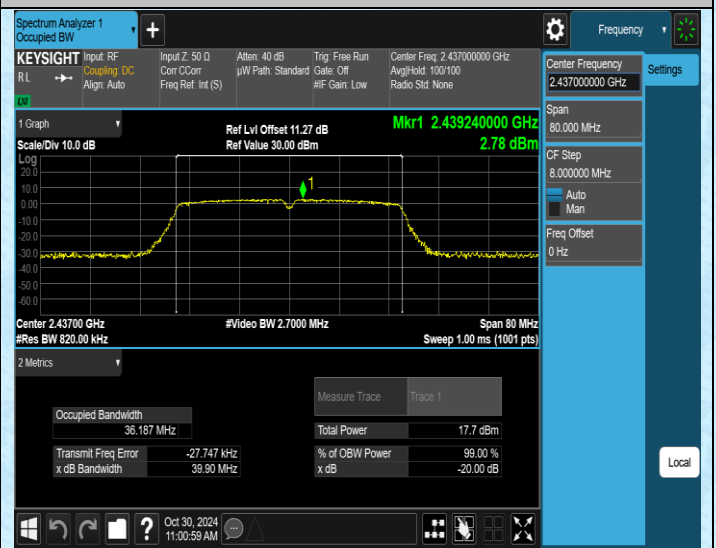 Spectrum Analyzer 1
Occupied BW
+
Frequency
KEYSIGHT
RL
Input: RF
Coupling: DC
Align: Auto
Input Z: 50 Ω
Corr CCorr
Freq Ref: Int (S)
Atten: 40 dB
µW Path: Standard
Trig: Free Run
Gate: Off
#IF Gain: Low
Center Freq: 2.437000000 GHz
Avg|Hold: 100/100
Radio Std: None
Center Frequency
2.437000000 GHz
Settings
Span
80.000 MHz
CF Step
8.000000 MHz
Auto
Man
Freq Offset
0 Hz
1 Graph
Scale/Div 10.0 dB
Ref Lvl Offset 11.27 dB
Ref Value 30.00 dBm
Mkr1 2.439240000 GHz
2.78 dBm
Log
20.0
10.0
0.00
-10.0
-20.0
-30.0
-40.0
-50.0
-60.0
1
Center 2.43700 GHz
#Res BW 820.00 kHz
#Video BW 2.7000 MHz
Span 80 MHz
Sweep 1.00 ms (1001 pts)
2 Metrics
Measure Trace
Trace 1
Occupied Bandwidth
36.187 MHz
Total Power 17.7 dBm
Transmit Freq Error -27.747 kHz
% of OBW Power 99.00 %
x dB Bandwidth 39.90 MHz
x dB -20.00 dB
Local
?
Oct 30, 2024
11:00:59 AM